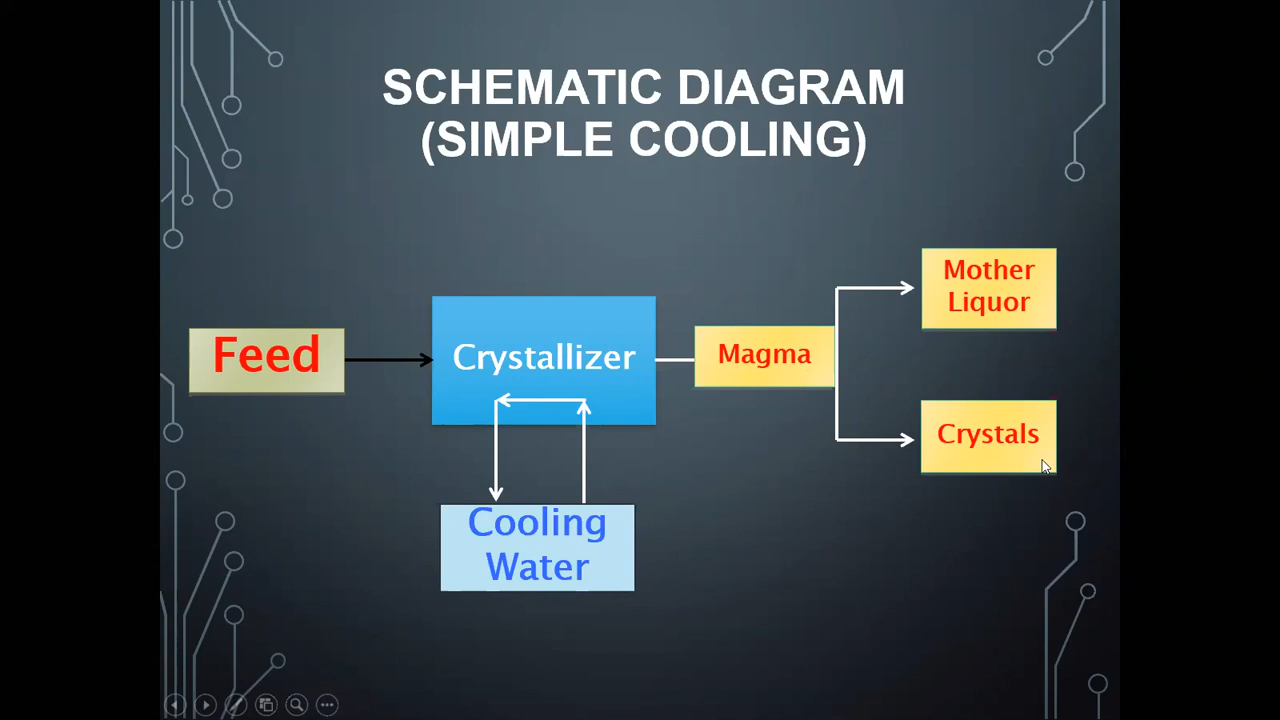 SCHEMATIC DIAGRAM
(SIMPLE COOLING)
Feed
Crystallizer
Magma
Mother
Liquor
Crystals
Cooling
Water